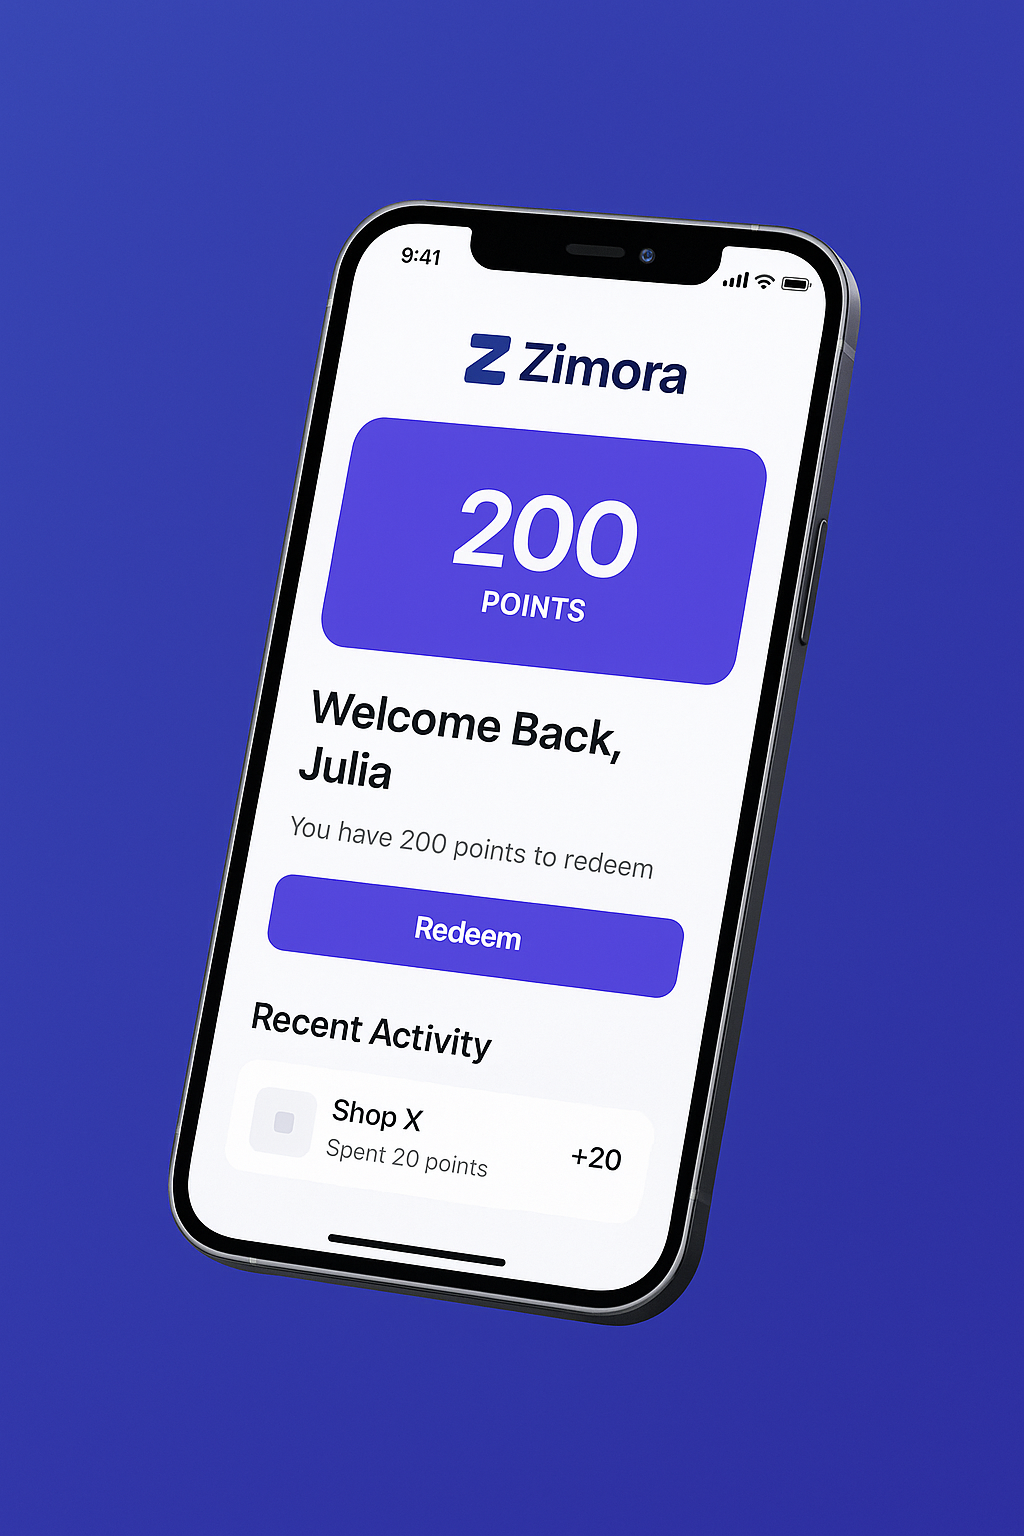 9:41
Z Zimora
200
POINTS
Welcome Back,
Julia
You have 200 points to redeem
Redeem
Recent Activity
Shop X
Spent 20 points
+20